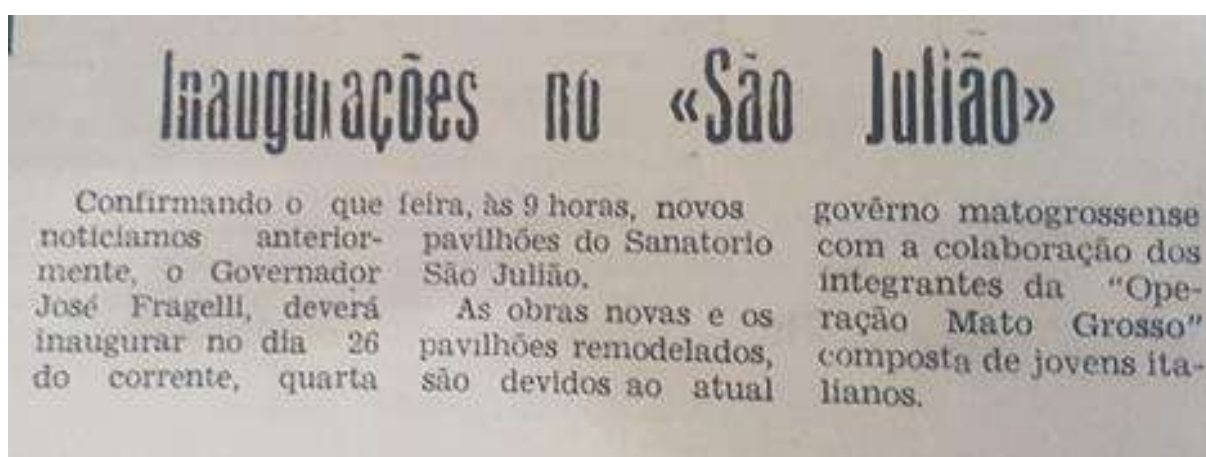 Inaugurações no «São Julião»
Confirmando o que
noticiamos anterior-
mente, o Governador
José Fragelli, deverá
inaugurar no dia 26
do corrente, quarta
feira, às 9 horas, novos
pavilhões do Sanatorio
São Julião.
As obras novas e os
pavilhões remodelados,
são devidos ao atual
govêrno matogrossense
com a colaboração dos
integrantes da “Ope-
ração Mato Grosso”
composta de jovens ita-
lianos.